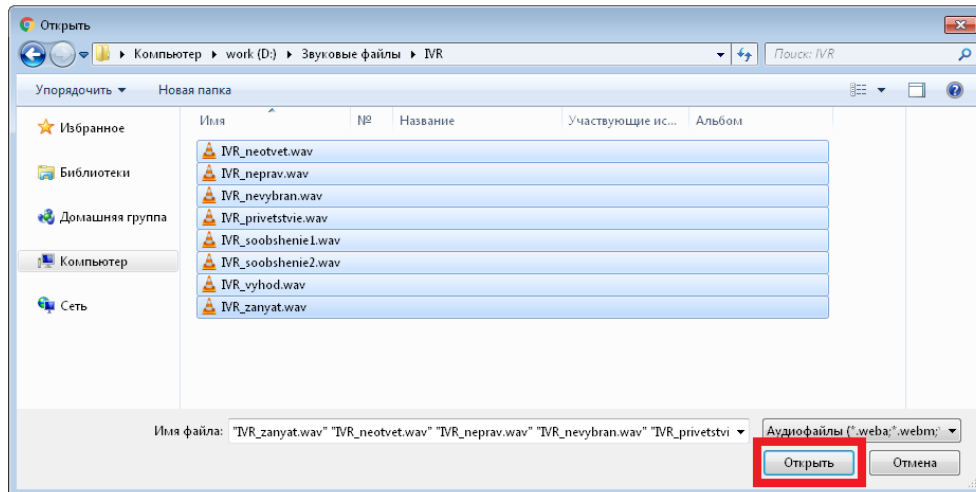 Открыть
Компьютер work (D:) Звуковые файлы IVR Поиск: IVR
Упорядочить Новая папка
Избранное
Библиотеки
Домашняя группа
Компьютер
Сеть
Имя № Название Участвующие ис... Альбом
IVR_neotvet.wav
IVR_neprav.wav
IVR_nevybran.wav
IVR_privetstvie.wav
IVR_soobshenie1.wav
IVR_soobshenie2.wav
IVR_vyhod.wav
IVR_zanyat.wav
Имя файла: "IVR_zanyat.wav" "IVR_neotvet.wav" "IVR_neprav.wav" "IVR_nevybran.wav" "IVR_privetstvi Аудиофайлы (*.weba;*.webm;
Открыть Отмена